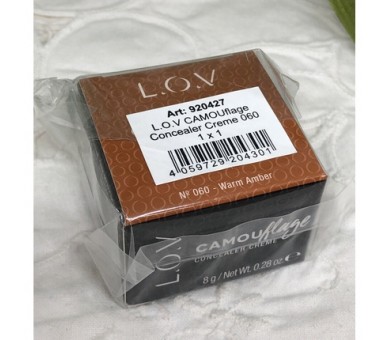 L.O.V
Art: 920427
L.O.V CAMOUflage
Concealer Creme 060
1 x 1
4 059729 204301
Nº 060 - Warm Amber
L.O.V
CAMOUflage
CONCEALER CREME
8 g / Net Wt. 0.28 oz